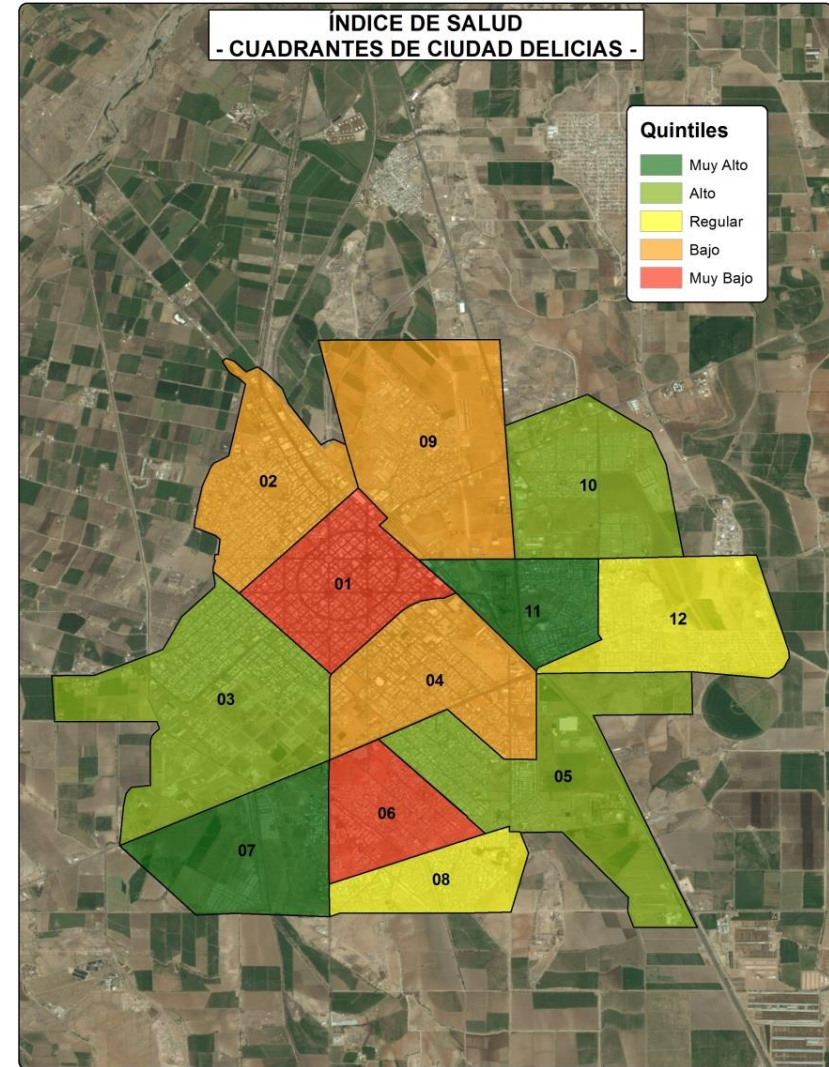 ÍNDICE DE SALUD
- CUADRANTES DE CIUDAD DELICIAS -
Quintiles
Muy Alto
Alto
Regular
Bajo
Muy Bajo
09
02
10
01
11
12
04
03
05
06
07
08